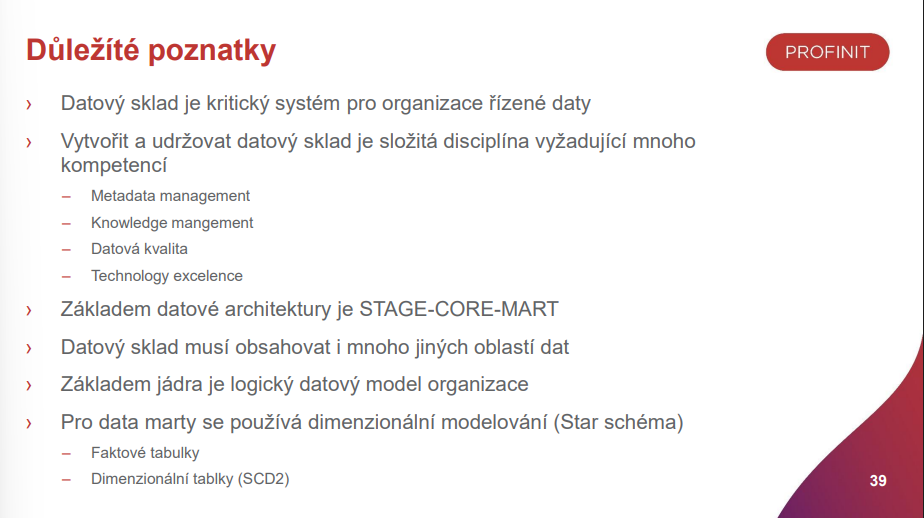 Důležíté poznatky
PROFINIT
› Datový sklad je kritický systém pro organizace řízené daty
› Vytvořit a udržovat datový sklad je složitá disciplína vyžadující mnoho
kompetencí
– Metadata management
– Knowledge mangement
– Datová kvalita
– Technology excelence
› Základem datové architektury je STAGE-CORE-MART
› Datový sklad musí obsahovat i mnoho jiných oblastí dat
› Základem jádra je logický datový model organizace
› Pro data marty se používá dimenzionální modelování (Star schéma)
– Faktové tabulky
– Dimenzionální tablky (SCD2)
39